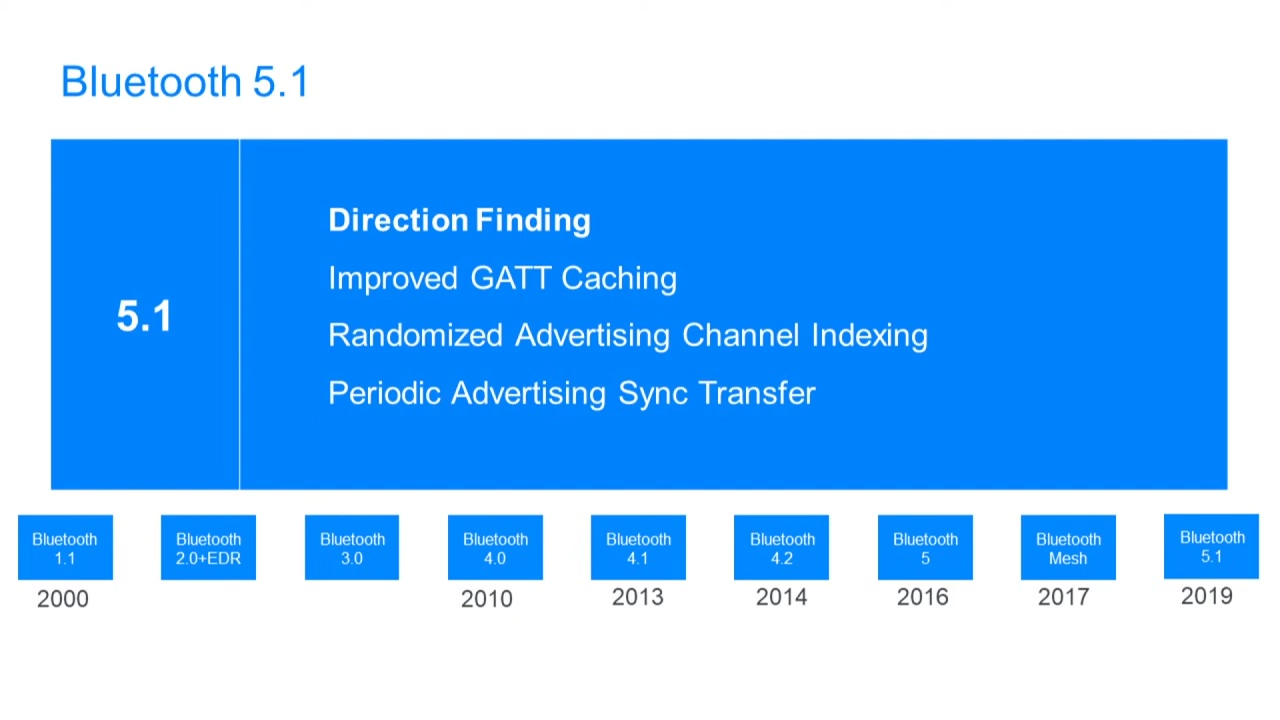 Bluetooth 5.1
5.1
Direction Finding
Improved GATT Caching
Randomized Advertising Channel Indexing
Periodic Advertising Sync Transfer
Bluetooth
1.1
Bluetooth
2.0+EDR
Bluetooth
3.0
Bluetooth
4.0
Bluetooth
4.1
Bluetooth
4.2
Bluetooth
5
Bluetooth
Mesh
Bluetooth
5.1
2000
2010
2013
2014
2016
2017
2019